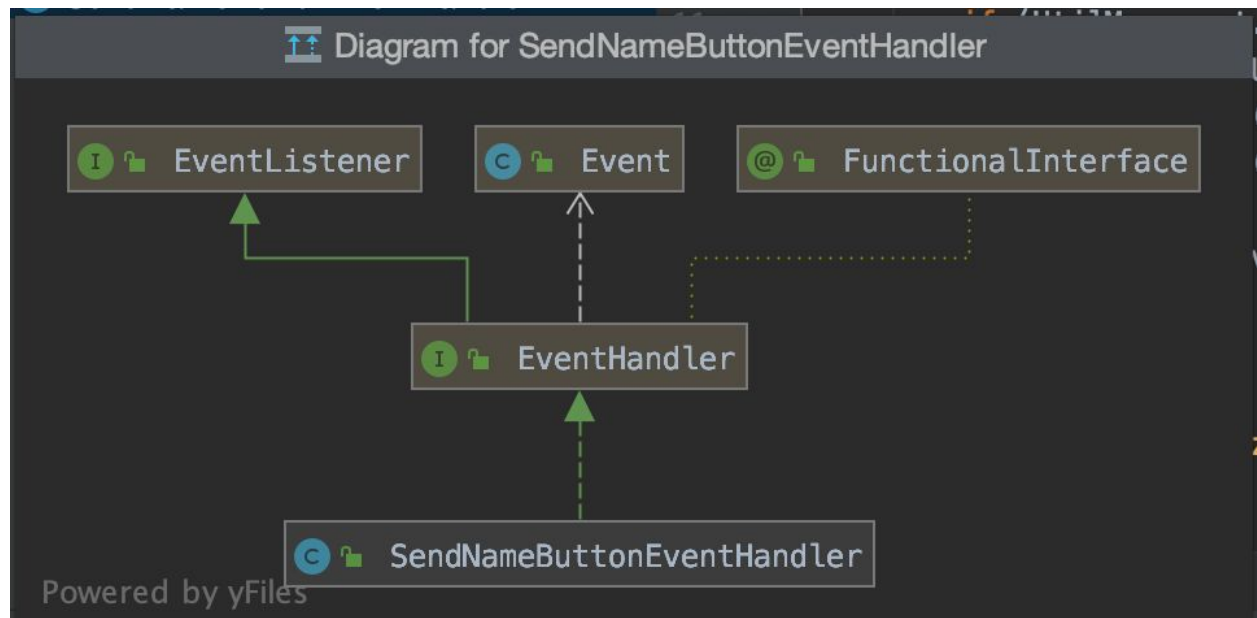 Diagram for SendNameButtonEventHandler
I EventListener
C Event
@ FunctionalInterface
I EventHandler
C SendNameButtonEventHandler
Powered by yFiles